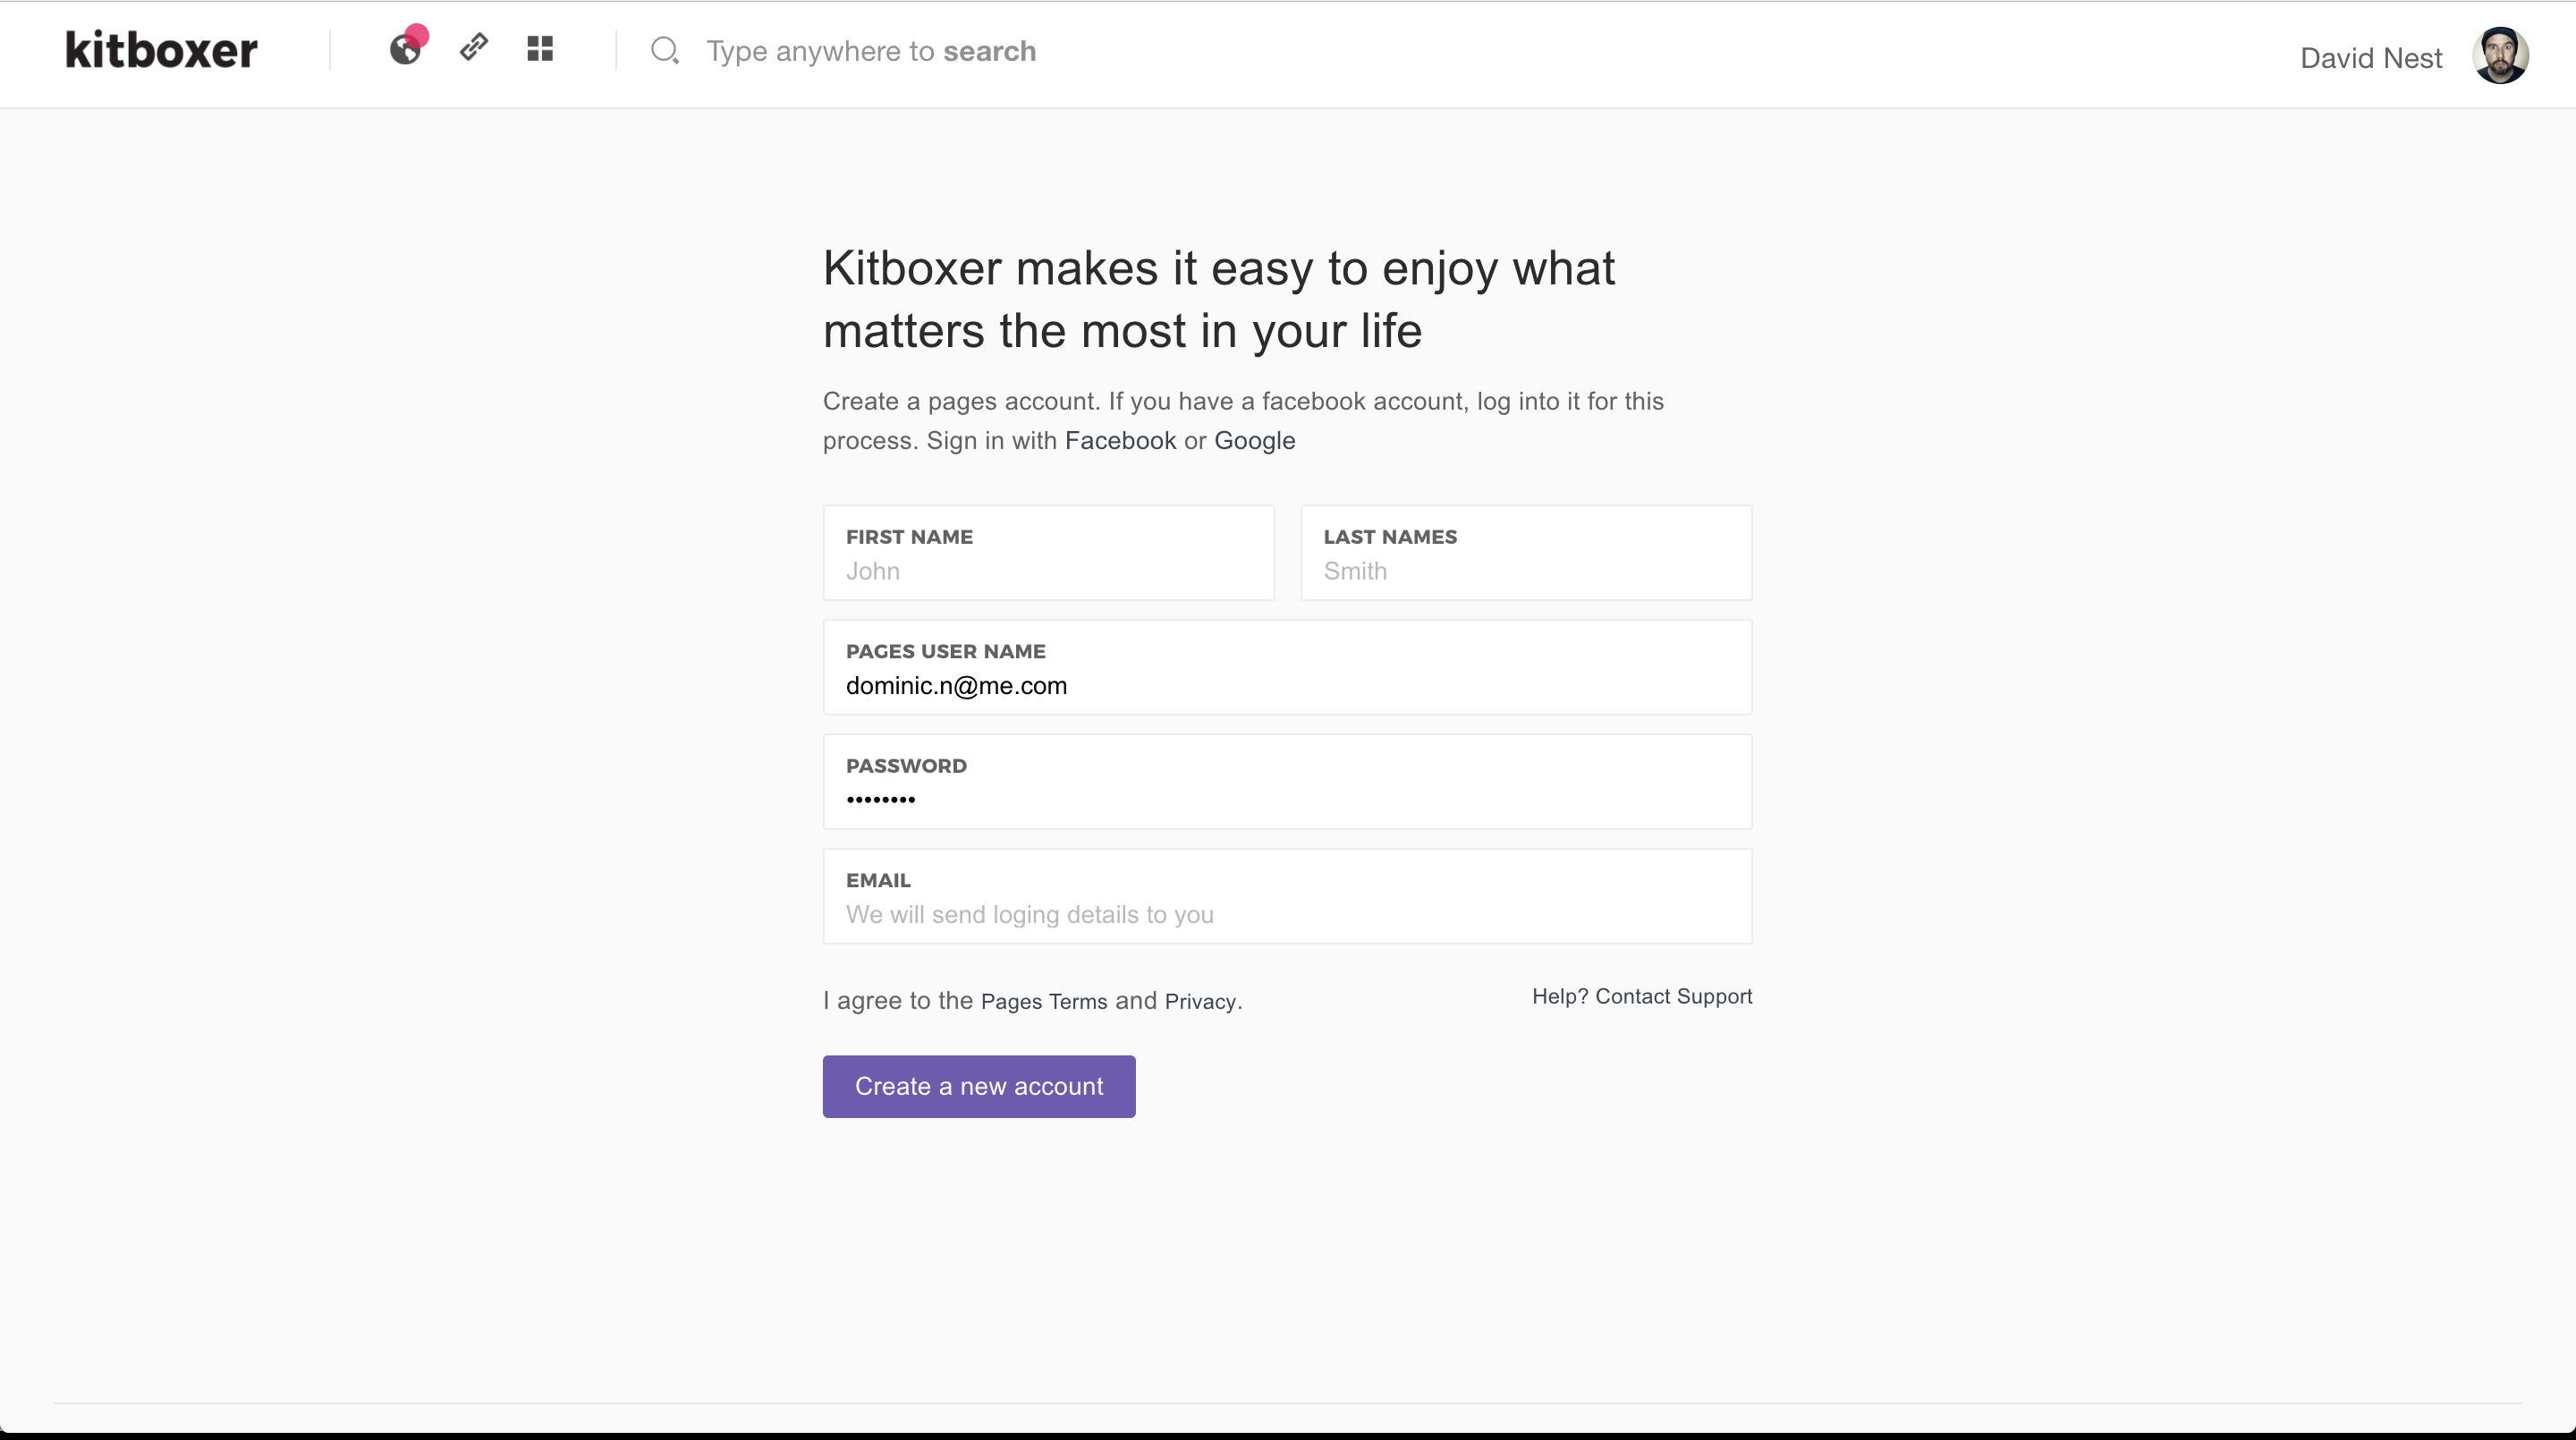 kitboxer
Type anywhere to search
David Nest
Kitboxer makes it easy to enjoy what
matters the most in your life
Create a pages account. If you have a facebook account, log into it for this
process. Sign in with Facebook or Google
FIRST NAME
John
LAST NAMES
Smith
PAGES USER NAME
dominic.n@me.com
PASSWORD
••••••••
EMAIL
We will send loging details to you
I agree to the Pages Terms and Privacy.
Help? Contact Support
Create a new account